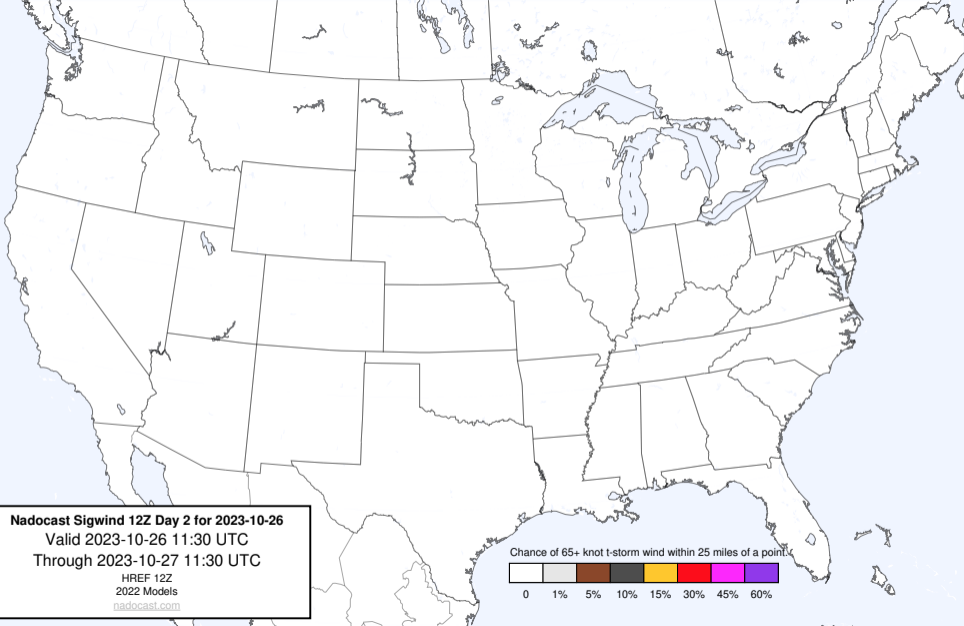 Nadocast Sigwind 12Z Day 2 for 2023-10-26
Valid 2023-10-26 11:30 UTC
Through 2023-10-27 11:30 UTC
HREF 12Z
2022 Models
nadocast.com
Chance of 65+ knot t-storm wind within 25 miles of a point.
0 1% 5% 10% 15% 30% 45% 60%